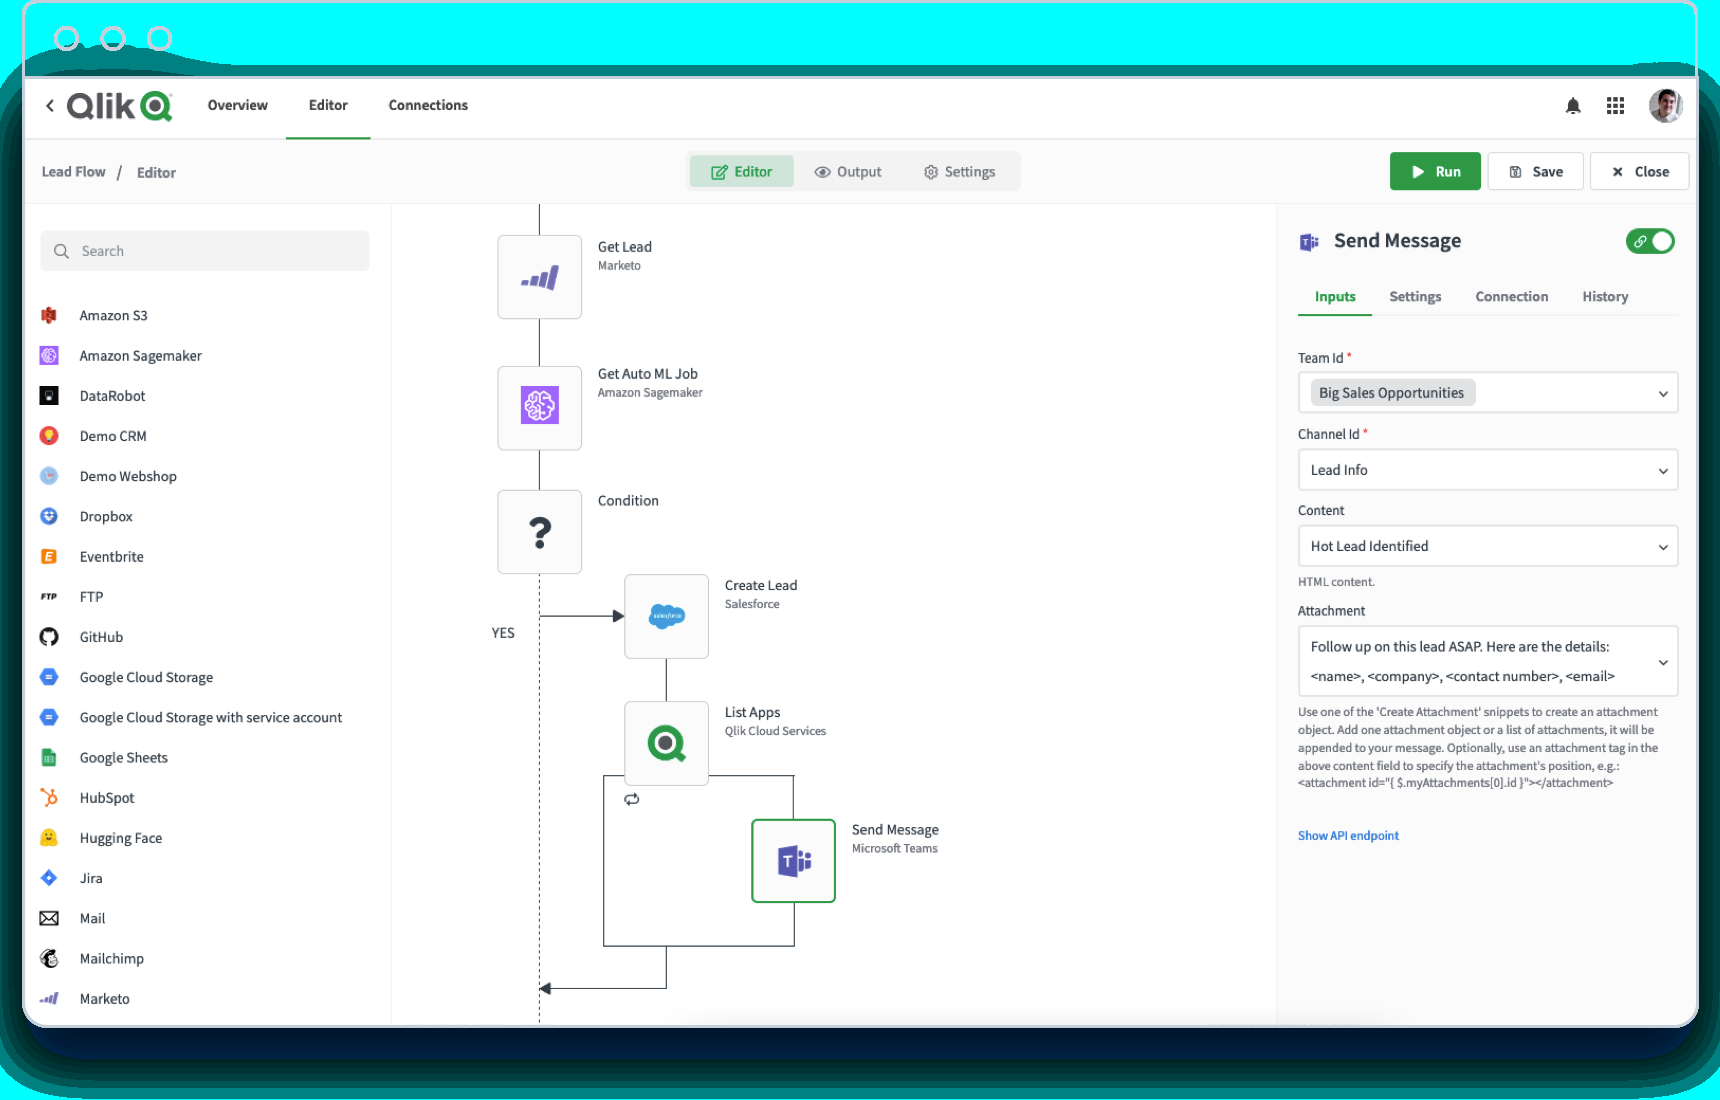 Qlik
Overview
Editor
Connections
Lead Flow / Editor
Editor
Output
Settings
Run
Save
Close
Search
Amazon S3
Amazon Sagemaker
DataRobot
Demo CRM
Demo Webshop
Dropbox
Eventbrite
FTP
FTP
GitHub
Google Cloud Storage
Google Cloud Storage with service account
Google Sheets
HubSpot
Hugging Face
Jira
Mail
Mailchimp
Marketo
Get Lead
Marketo
Get Auto ML Job
Amazon Sagemaker
?
Condition
YES
salesforce
Create Lead
Salesforce
List Apps
Qlik Cloud Services
T
Send Message
Microsoft Teams
Send Message
Inputs
Settings
Connection
History
Team Id *
Big Sales Opportunities
Channel Id *
Lead Info
Content
Hot Lead Identified
HTML content.
Attachment
Follow up on this lead ASAP. Here are the details:
<name>, <company>, <contact number>, <email>
Use one of the 'Create Attachment' snippets to create an attachment
object. Add one attachment object or a list of attachments, it will be
appended to your message. Optionally, use an attachment tag in the
above content field to specify the attachment's position, e.g.:
<attachment id="{ $.myAttachments[0].id }"></attachment>
Show API endpoint